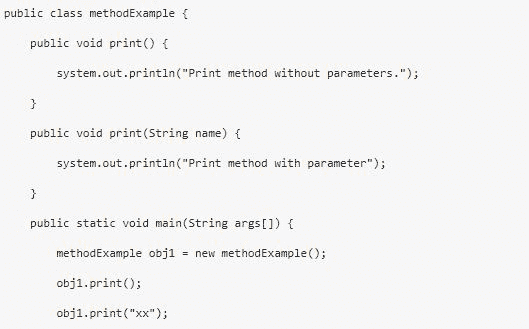 public class methodExample {
public void print() {
system.out.println("Print method without parameters.");
}
public void print(String name) {
system.out.println("Print method with parameter");
}
public static void main(String args[]) {
methodExample obj1 = new methodExample();
obj1.print();
obj1.print("xx");